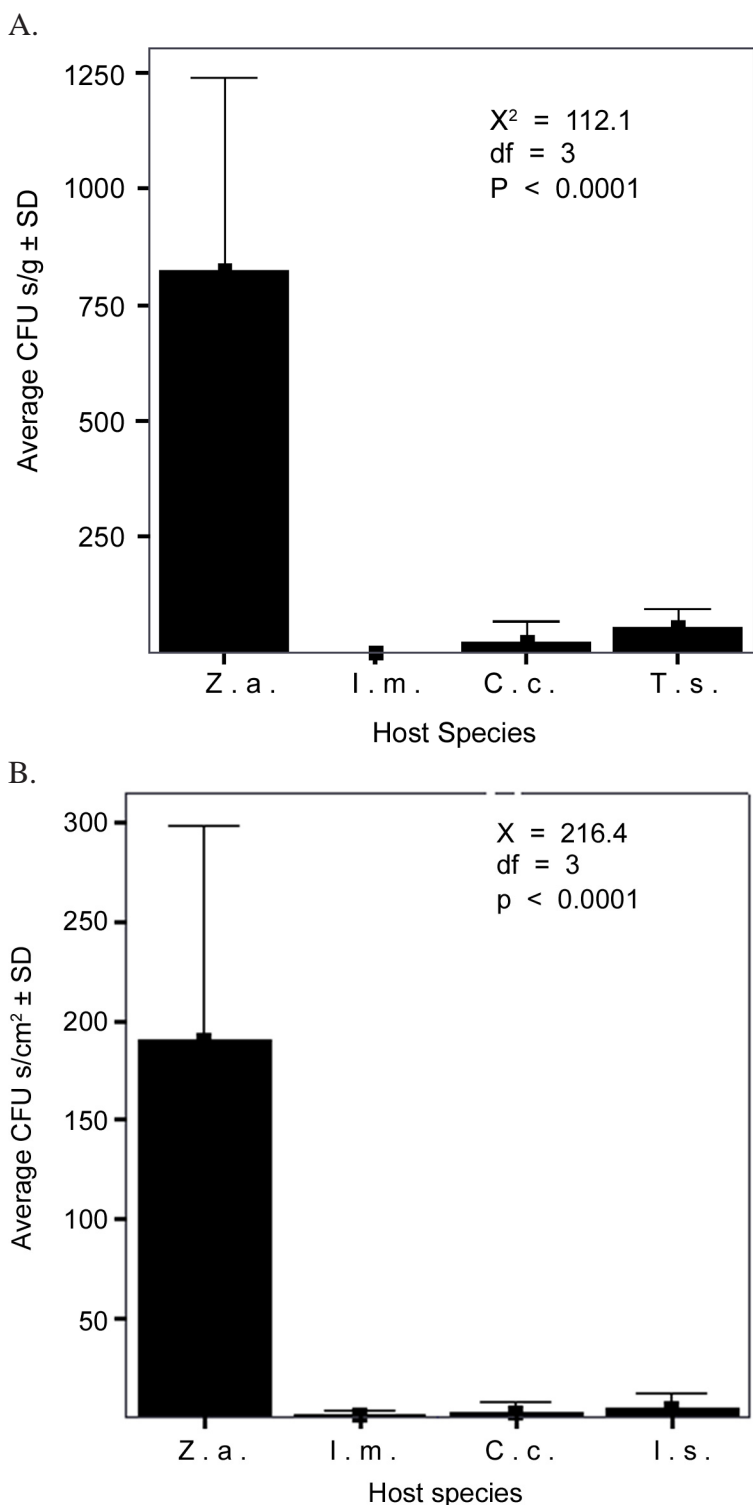 A.
Average CFU s/g ± SD
1250
1000
750
500
250
X² = 112.1
df = 3
P < 0.0001
Z.a. I.m. C.c. T.s.
Host Species
B.
Average CFU s/cm² ± SD
300
250
200
150
100
50
X = 216.4
df = 3
p < 0.0001
Z.a. I.m. C.c. I.s.
Host species